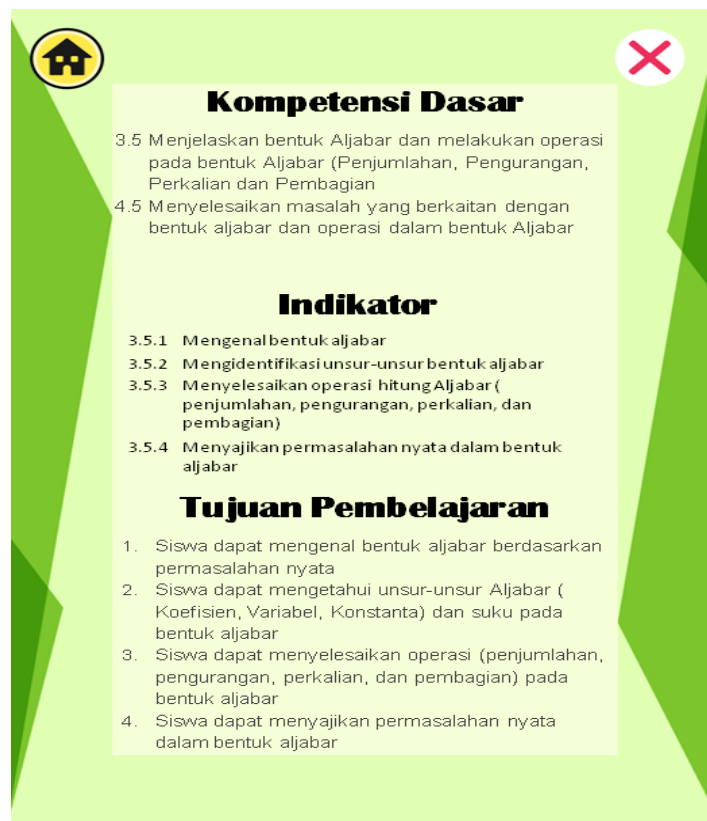 Kompetensi Dasar
3.5 Menjelaskan bentuk Aljabar dan melakukan operasi
pada bentuk Aljabar (Penjumlahan, Pengurangan,
Perkalian dan Pembagian
4.5 Menyelesaikan masalah yang berkaitan dengan
bentuk aljabar dan operasi dalam bentuk Aljabar
Indikator
3.5.1 Mengenal bentuk aljabar
3.5.2 Mengidentifikasi unsur-unsur bentuk aljabar
3.5.3 Menyelesaikan operasi hitung Aljabar (
penjumlahan, pengurangan, perkalian, dan
pembagian)
3.5.4 Menyajikan permasalahan nyata dalam bentuk
aljabar
Tujuan Pembelajaran
1. Siswa dapat mengenal bentuk aljabar berdasarkan
permasalahan nyata
2. Siswa dapat mengetahui unsur-unsur Aljabar (
Koefisien, Variabel, Konstanta) dan suku pada
bentuk aljabar
3. Siswa dapat menyelesaikan operasi (penjumlahan,
pengurangan, perkalian, dan pembagian) pada
bentuk aljabar
4. Siswa dapat menyajikan permasalahan nyata
dalam bentuk aljabar